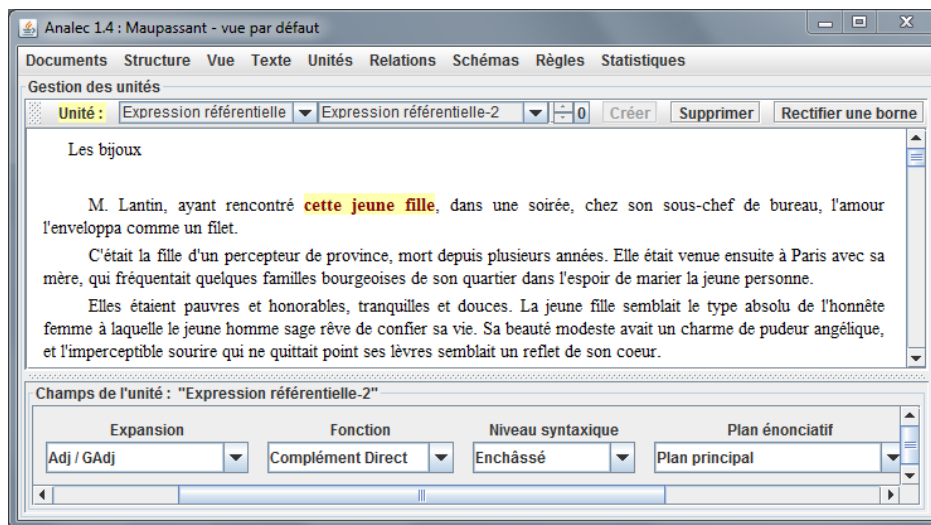 Analec 1.4 : Maupassant - vue par défaut
Documents Structure Vue Texte Unités Relations Schémas Règles Statistiques
Gestion des unités
Unité : Expression référentielle Expression référentielle-2 0 Créer Supprimer Rectifier une borne
Les bijoux
M. Lantin, ayant rencontré cette jeune fille, dans une soirée, chez son sous-chef de bureau, l'amour
l'enveloppa comme un filet.
C'était la fille d'un percepteur de province, mort depuis plusieurs années. Elle était venue ensuite à Paris avec sa
mère, qui fréquentait quelques familles bourgeoises de son quartier dans l'espoir de marier la jeune personne.
Elles étaient pauvres et honorables, tranquilles et douces. La jeune fille semblait le type absolu de l'honnête
femme à laquelle le jeune homme sage rêve de confier sa vie. Sa beauté modeste avait un charme de pudeur angélique,
et l'imperceptible sourire qui ne quittait point ses lèvres semblait un reflet de son coeur.
Champs de l'unité : "Expression référentielle-2"
Expansion Fonction Niveau syntaxique Plan énonciatif
Adj / GAdj Complément Direct Enchâssé Plan principal